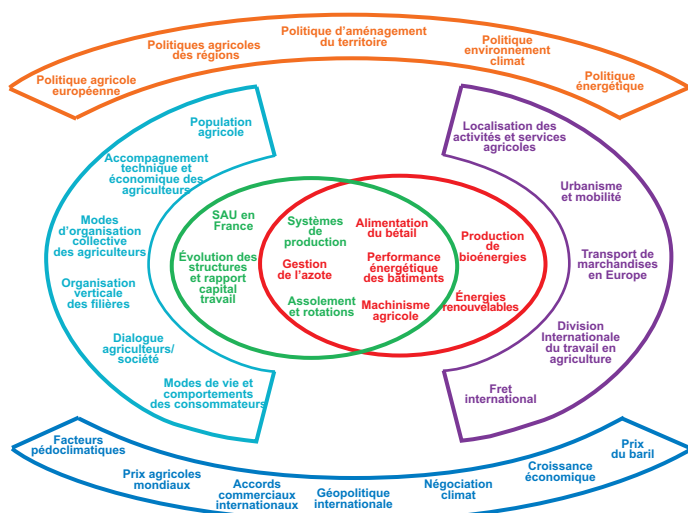 Politique agricole
européenne
Politiques agricoles
des régions
Politique d’aménagement
du territoire
Politique
environnement
climat
Politique
énergétique
Population
agricole
Accompagnement
technique et
économique des
agriculteurs
Modes
d’organisation
collective
des agriculteurs
Organisation
verticale
des filières
Dialogue
agriculteurs/
société
Modes de vie et
comportements
des consommateurs
SAU en
France
Évolution des
structures et
rapport
capital
travail
Systèmes
de production
Gestion
de l’azote
Assolement
et rotations
Alimentation
du bétail
Performance
énergétique
des bâtiments
Machinisme
agricole
Production
de
bioénergies
Énergies
renouvelables
Localisation des
activités et services
agricoles
Urbanisme
et mobilité
Transport de
marchandises
en Europe
Division
Internationale
du travail en
agriculture
Fret
international
Facteurs
pédoclimatiques
Prix agricoles
mondiaux
Accords
commerciaux
internationaux
Géopolitique
internationale
Négociation
climat
Croissance
économique
Prix
du baril